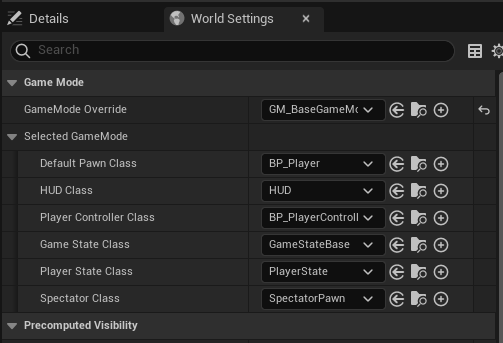 Details
World Settings
Search
Game Mode
GameMode Override
GM_BaseGameMo
Selected GameMode
Default Pawn Class
BP_Player
HUD Class
HUD
Player Controller Class
BP_PlayerControll
Game State Class
GameStateBase
Player State Class
PlayerState
Spectator Class
SpectatorPawn
Precomputed Visibility